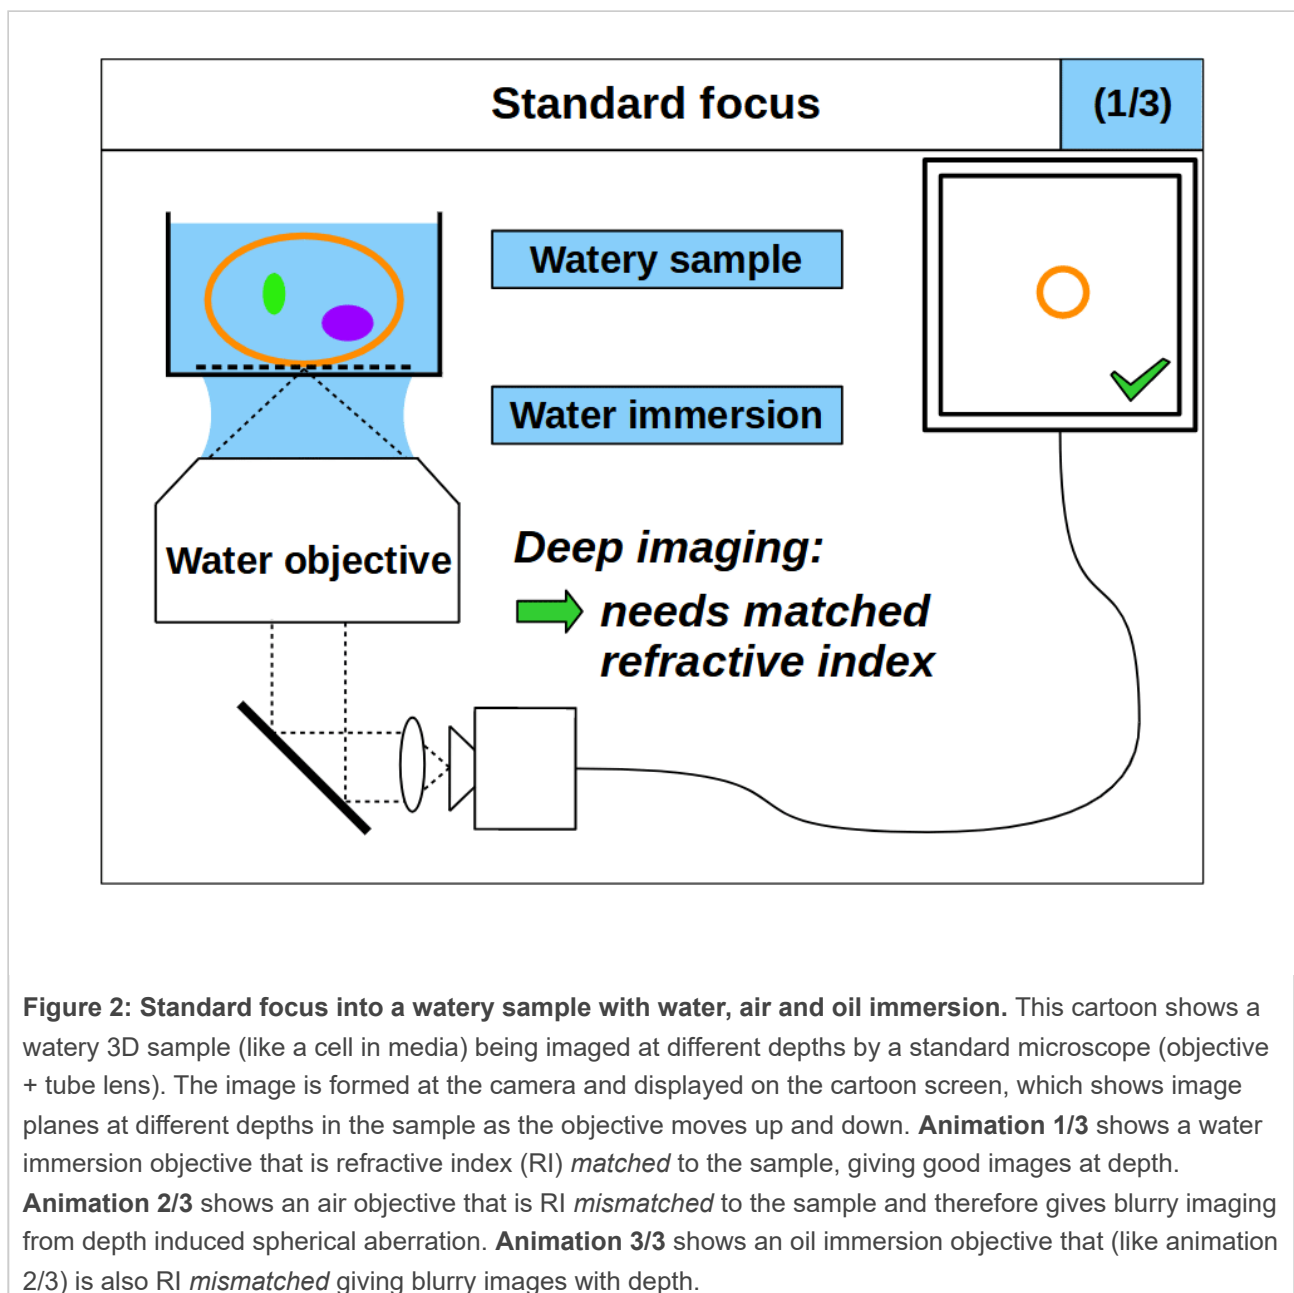 Standard focus
(1/3)
Watery sample
Water immersion
Water objective
Deep imaging:
needs matched
refractive index
Figure 2: Standard focus into a watery sample with water, air and oil immersion. This cartoon shows a
watery 3D sample (like a cell in media) being imaged at different depths by a standard microscope (objective
+ tube lens). The image is formed at the camera and displayed on the cartoon screen, which shows image
planes at different depths in the sample as the objective moves up and down. Animation 1/3 shows a water
immersion objective that is refractive index (RI) matched to the sample, giving good images at depth.
Animation 2/3 shows an air objective that is RI mismatched to the sample and therefore gives blurry imaging
from depth induced spherical aberration. Animation 3/3 shows an oil immersion objective that (like animation
2/3) is also RI mismatched giving blurry images with depth.